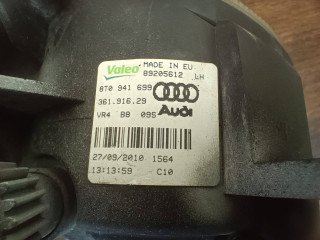 Valeo MADE IN EU
89205612 LH
8T0 941 699
361.916.29
Audi
VR4 B8 09S
27/09/2010 1564
13:13:59 C10